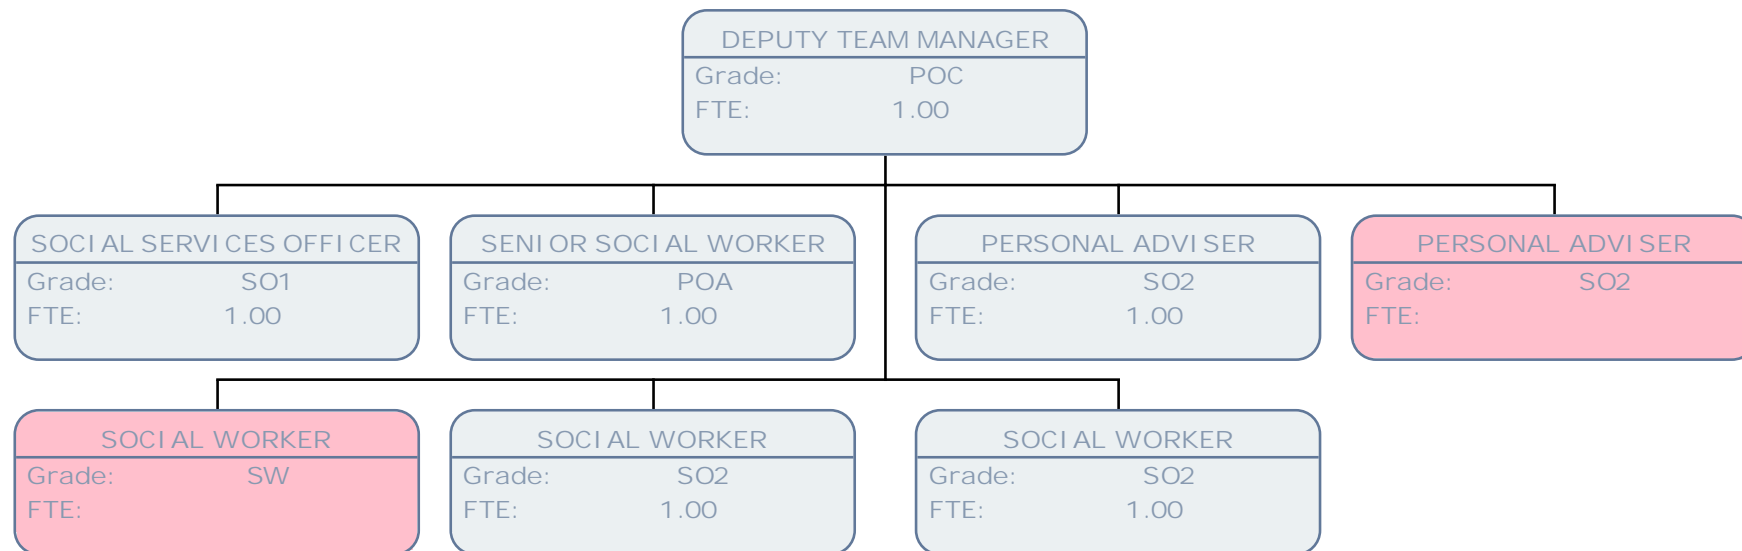 DEPUTY TEAM MANAGER
Grade: POC
FTE: 1.00
SOCIAL SERVICES OFFICER
Grade: SO1
FTE: 1.00
SENIOR SOCIAL WORKER
Grade: POA
FTE: 1.00
PERSONAL ADVISER
Grade: SO2
FTE: 1.00
PERSONAL ADVISER
Grade: SO2
FTE:
SOCIAL WORKER
Grade: SW
FTE:
SOCIAL WORKER
Grade: SO2
FTE: 1.00
SOCIAL WORKER
Grade: SO2
FTE: 1.00